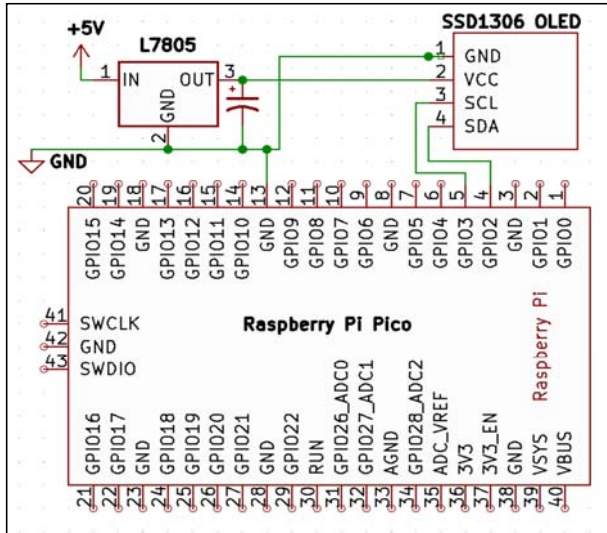 SSD1306 OLED
+5V
L7805
1 IN OUT 3
GND
2
1 GND
2 VCC
3 SCL
4 SDA
+
GND
20 19 18 17 16 15 14 13 12 11 10 9 8 7 6 5 4 3 2 1
GPIO15 GPIO14 GND GPIO13 GPIO12 GPIO11 GPIO10 GND GPIO9 GPIO8 GPIO7 GPIO6 GND GPIO5 GPIO4 GPIO3 GPIO2 GND GPIO1 GPIO0
41 SWCLK
42 GND
43 SWDIO
Raspberry Pi Pico
Raspberry Pi
GPIO16 GPIO17 GND GPIO18 GPIO19 GPIO20 GPIO21 GND GPIO22 RUN GPIO26_ADC0 GPIO27_ADC1 AGND GPIO28_ADC2 ADC_VREF 3V3 3V3_EN GND VSYS VBUS
21 22 23 24 25 26 27 28 29 30 31 32 33 34 35 36 37 38 39 40